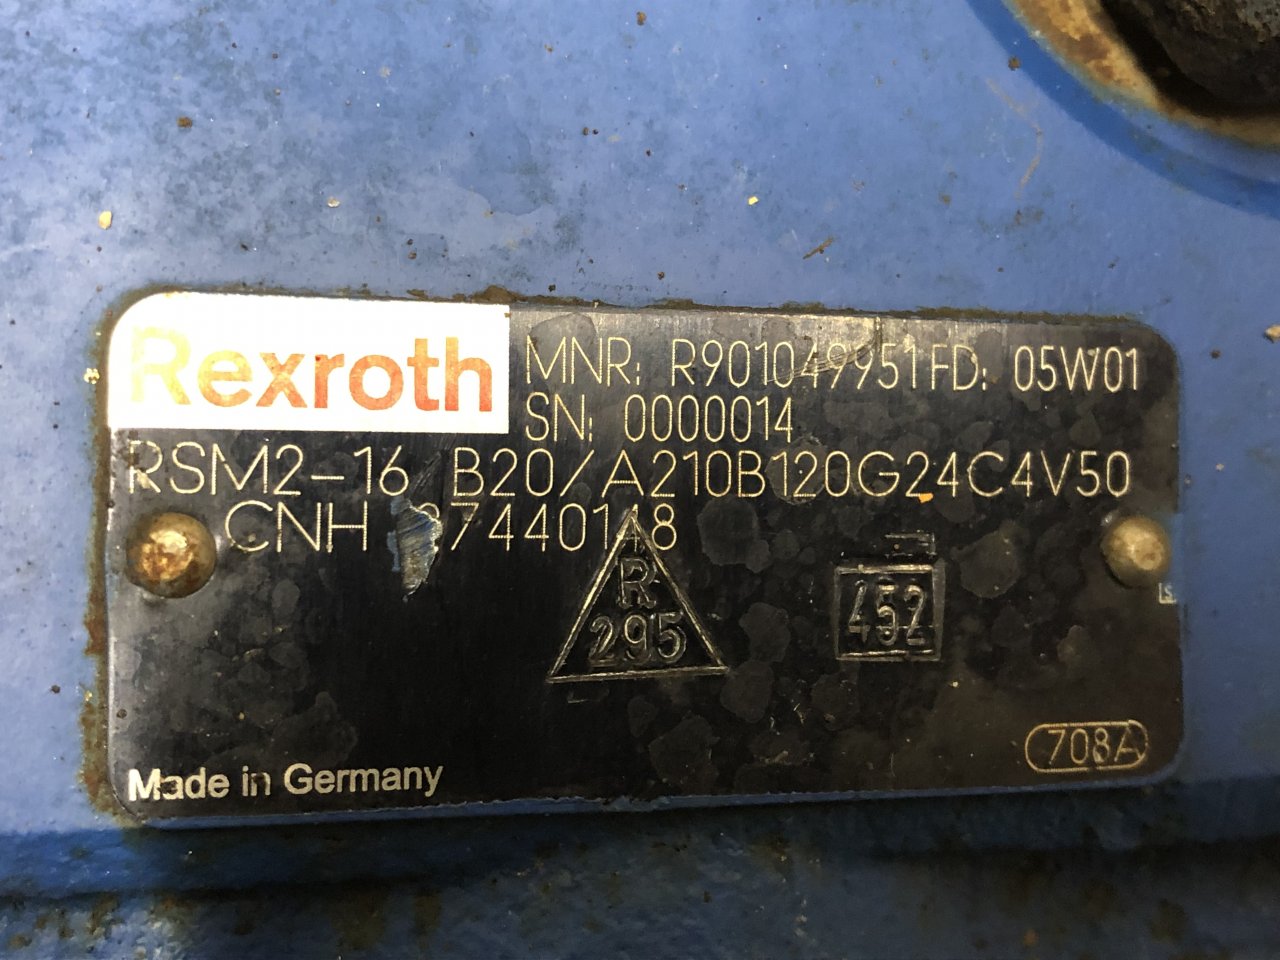 Rexroth
MNR: R901049951 FD: 05W01
SN: 0000014
RSM2-16 B20/A210B120G24C4V50
CNH
R
295
452
708A
Made in Germany